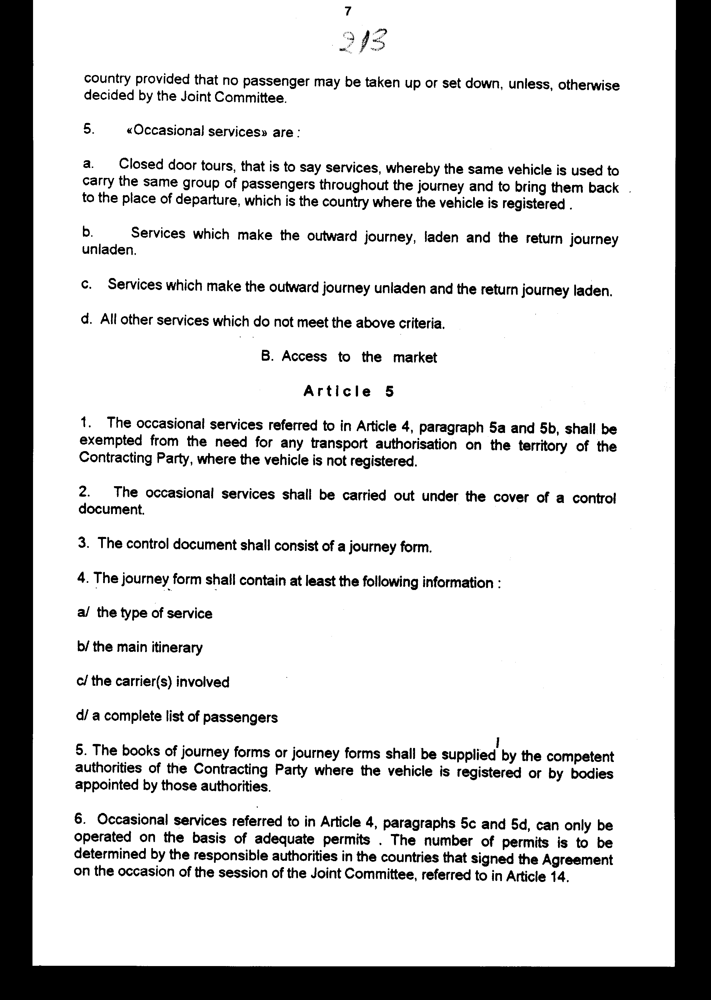 7
213
country provided that no passenger may be taken up or set down, unless, otherwise
decided by the Joint Committee.
5. «Occasional services» are :
a. Closed door tours, that is to say services, whereby the same vehicle is used to
carry the same group of passengers throughout the journey and to bring them back
to the place of departure, which is the country where the vehicle is registered .
b. Services which make the outward journey, laden and the return journey
unladen.
c. Services which make the outward journey unladen and the return journey laden.
d. All other services which do not meet the above criteria.
B. Access to the market
Article 5
1. The occasional services referred to in Article 4, paragraph 5a and 5b, shall be
exempted from the need for any transport authorisation on the territory of the
Contracting Party, where the vehicle is not registered.
2. The occasional services shall be carried out under the cover of a control
document.
3. The control document shall consist of a journey form.
4. The journey form shall contain at least the following information :
a/ the type of service
b/ the main itinerary
c/ the carrier(s) involved
d/ a complete list of passengers
5. The books of journey forms or journey forms shall be supplied by the competent
authorities of the Contracting Party where the vehicle is registered or by bodies
appointed by those authorities.
6. Occasional services referred to in Article 4, paragraphs 5c and 5d, can only be
operated on the basis of adequate permits . The number of permits is to be
determined by the responsible authorities in the countries that signed the Agreement
on the occasion of the session of the Joint Committee, referred to in Article 14.